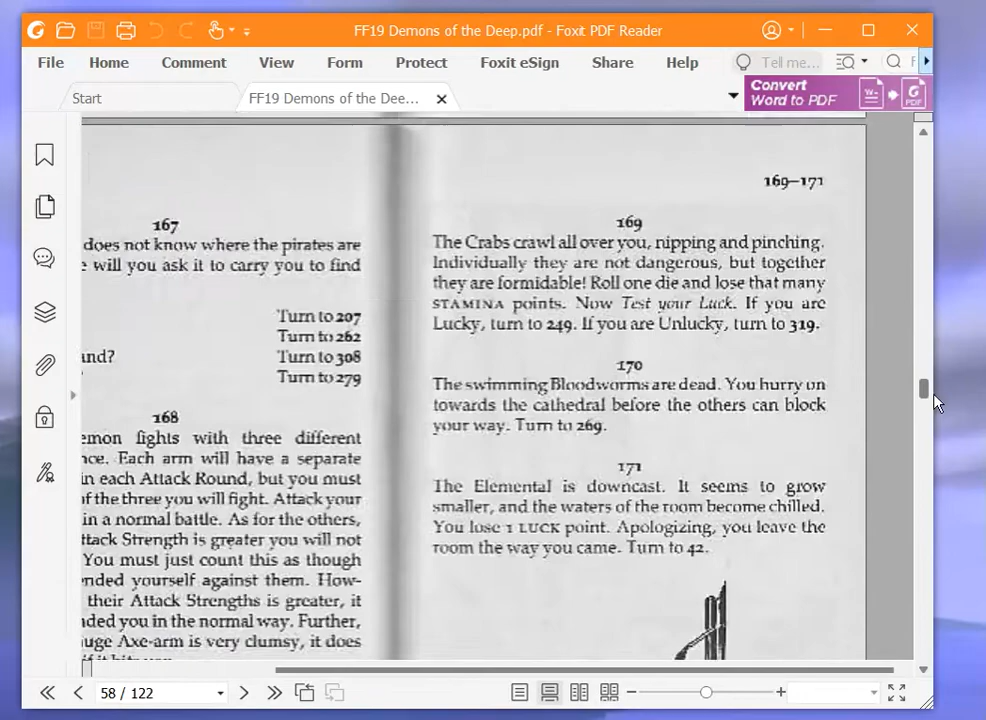 FF19 Demons of the Deep.pdf - Foxit PDF Reader
File Home Comment View Form Protect Foxit eSign Share Help Tell me... F
Start
FF19 Demons of the Dee...
Convert
Word to PDF
W
PDF
167
does not know where the pirates are
e will you ask it to carry you to find
Turn to 207
Turn to 262
and? Turn to 308
Turn to 279
168
emon fights with three different
nce. Each arm will have a separate
in each Attack Round, but you must
of the three you will fight. Attack your
in a normal battle. As for the others,
ttack Strength is greater you will not
You must just count this as though
ended yourself against them. How-
their Attack Strengths is greater, it
nded you in the normal way. Further,
uge Axe-arm is very clumsy, it does
169–171
169
The Crabs crawl all over you, nipping and pinching.
Individually they are not dangerous, but together
they are formidable! Roll one die and lose that many
STAMINA points. Now Test your Luck. If you are
Lucky, turn to 249. If you are Unlucky, turn to 319.
170
The swimming Bloodworms are dead. You hurry on
towards the cathedral before the others can block
your way. Turn to 269.
171
The Elemental is downcast. It seems to grow
smaller, and the waters of the room become chilled.
You lose 1 LUCK point. Apologizing, you leave the
room the way you came. Turn to 42.
58 / 122